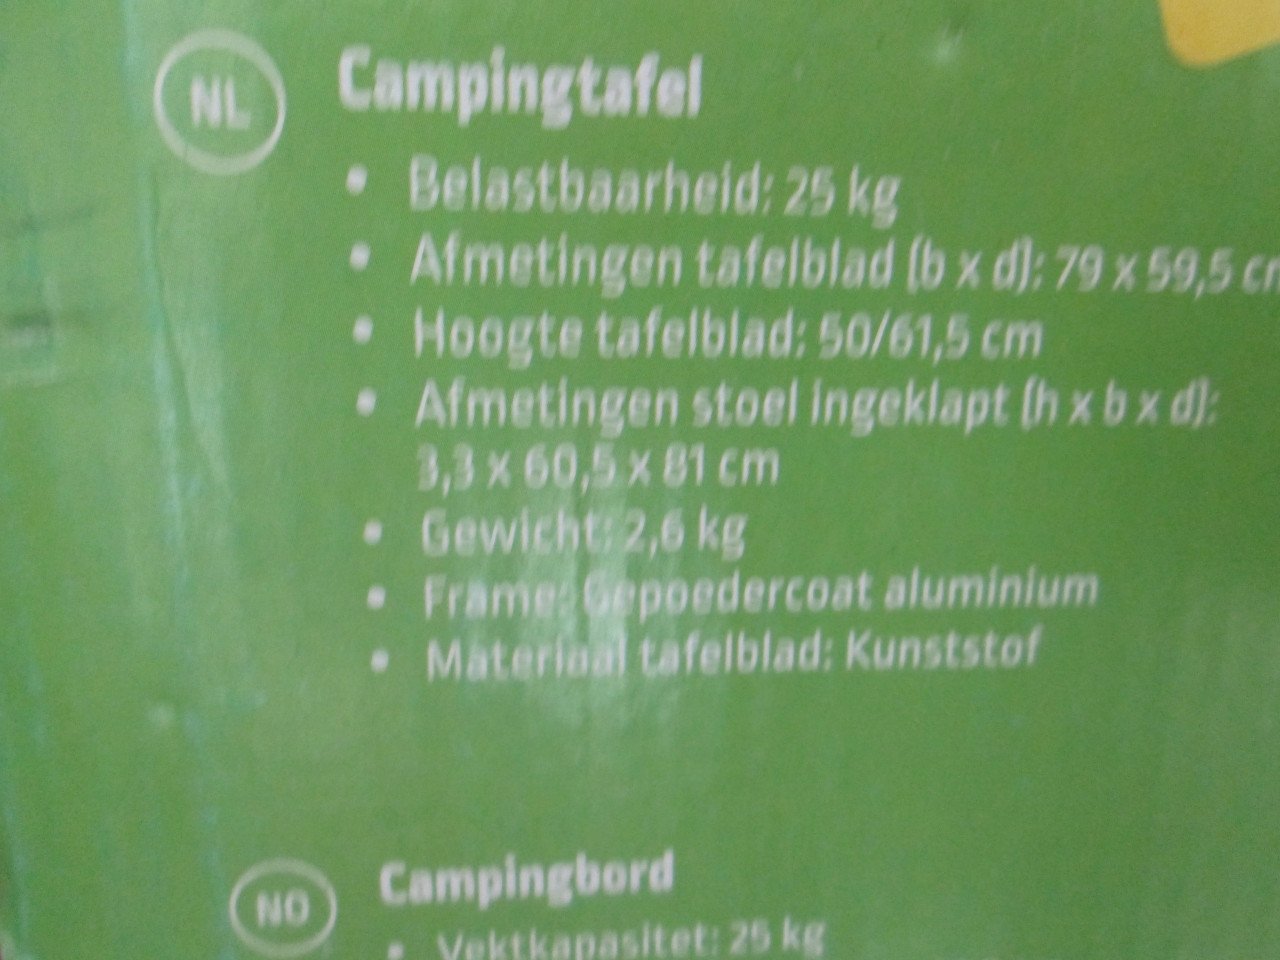 NL
Campingtafel
• Belastbaarheid: 25 kg
• Afmetingen tafelblad (b x d): 79 x 59,5
• Hoogte tafelblad: 50/61,5 cm
• Afmetingen stoel ingeklapt (h x b x d):
3,3 x 60,5 x 81 cm
• Gewicht: 2,6 kg
• Frame: Gepoedercoat aluminium
• Materiaal tafelblad: Kunststof
NO
Campingbord
• Vektkapasitet: 25 kg